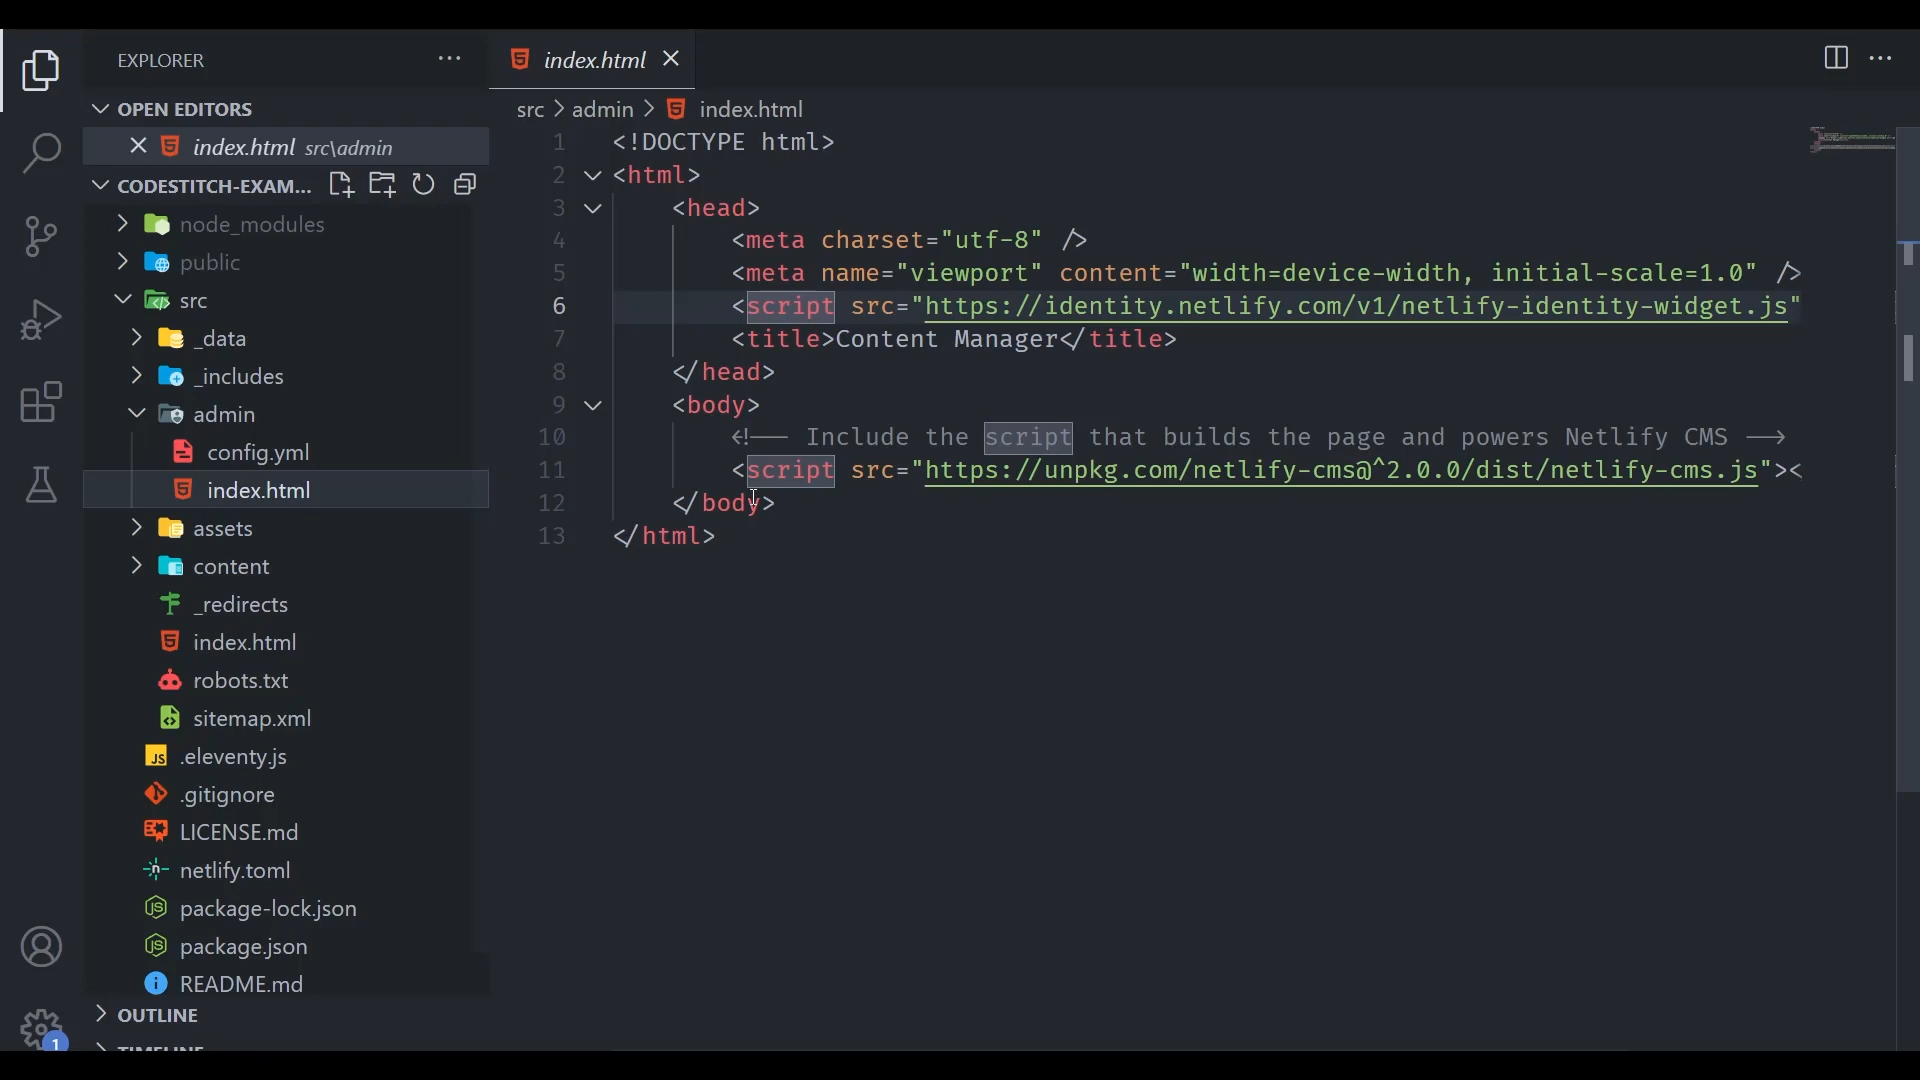 EXPLORER
OPEN EDITORS
index.html src\admin
CODESTITCH-EXAM...
node_modules
public
src
_data
_includes
admin
config.yml
index.html
assets
content
_redirects
index.html
robots.txt
sitemap.xml
.eleventy.js
.gitignore
LICENSE.md
netlify.toml
package-lock.json
package.json
README.md
OUTLINE
TIMELINE
1
index.html
src > admin > index.html
1 <!DOCTYPE html>
2 <html>
3 <head>
4 <meta charset="utf-8" />
5 <meta name="viewport" content="width=device-width, initial-scale=1.0" />
6 <script src="https://identity.netlify.com/v1/netlify-identity-widget.js"
7 <title>Content Manager</title>
8 </head>
9 <body>
10 <!-- Include the script that builds the page and powers Netlify CMS -->
11 <script src="https://unpkg.com/netlify-cms@^2.0.0/dist/netlify-cms.js"><
12 </body>
13 </html>